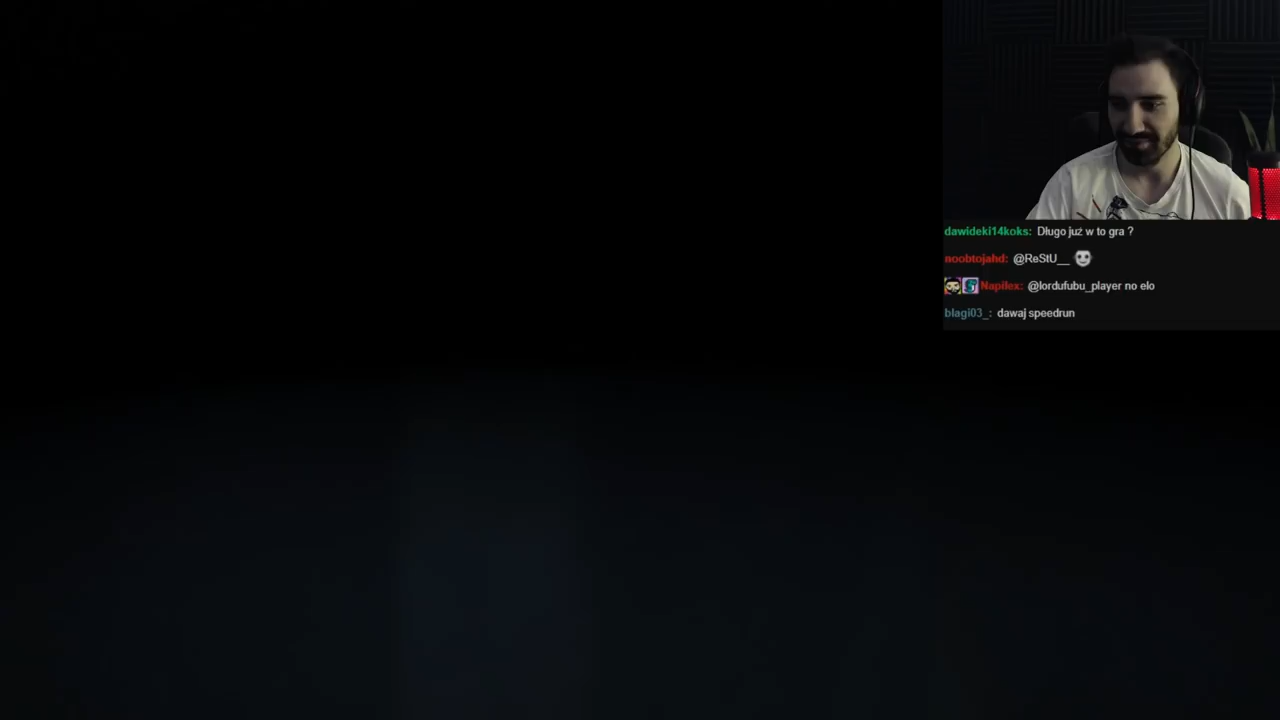 dawideki14koks: Długo już w to gra ?
noobtojahd: @ReStU__
Napilex: @lordufubu_player no elo
blagi03_: dawaj speedrun